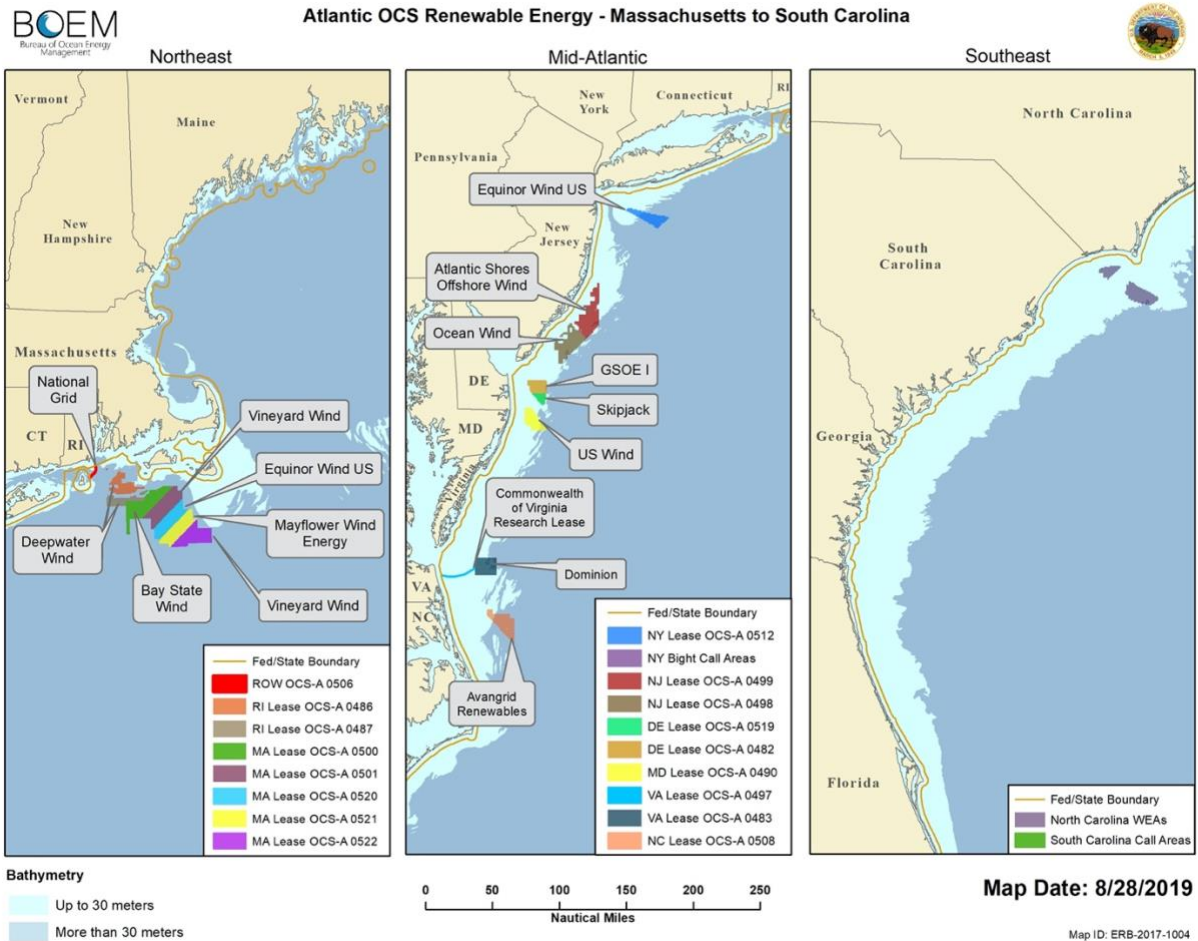 BOEM
Bureau of Ocean Energy
Management
Atlantic OCS Renewable Energy - Massachusetts to South Carolina
Northeast
Vermont
Maine
New
Hampshire
Massachusetts
National
Grid
CT
RI
Vineyard Wind
Equinor Wind US
Mayflower Wind
Energy
Deepwater
Wind
Bay State
Wind
Vineyard Wind
Fed/State Boundary
ROW OCS-A 0506
RI Lease OCS-A 0486
RI Lease OCS-A 0487
MA Lease OCS-A 0500
MA Lease OCS-A 0501
MA Lease OCS-A 0520
MA Lease OCS-A 0521
MA Lease OCS-A 0522
Mid-Atlantic
New
York
Connecticut
RI
Pennsylvania
Equinor Wind US
New
Jersey
Atlantic Shores
Offshore Wind
Ocean Wind
GSOE I
DE
Skipjack
MD
US Wind
Virginia
Commonwealth
of Virginia
Research Lease
Dominion
VA
NC
Avangrid
Renewables
Fed/State Boundary
NY Lease OCS-A 0512
NY Bight Call Areas
NJ Lease OCS-A 0499
NJ Lease OCS-A 0498
DE Lease OCS-A 0519
DE Lease OCS-A 0482
MD Lease OCS-A 0490
VA Lease OCS-A 0497
VA Lease OCS-A 0483
NC Lease OCS-A 0508
Southeast
North Carolina
South
Carolina
Georgia
Florida
Fed/State Boundary
North Carolina WEAs
South Carolina Call Areas
Bathymetry
Up to 30 meters
More than 30 meters
0 50 100 150 200 250
Nautical Miles
Map Date: 8/28/2019
Map ID: ERB-2017-1004